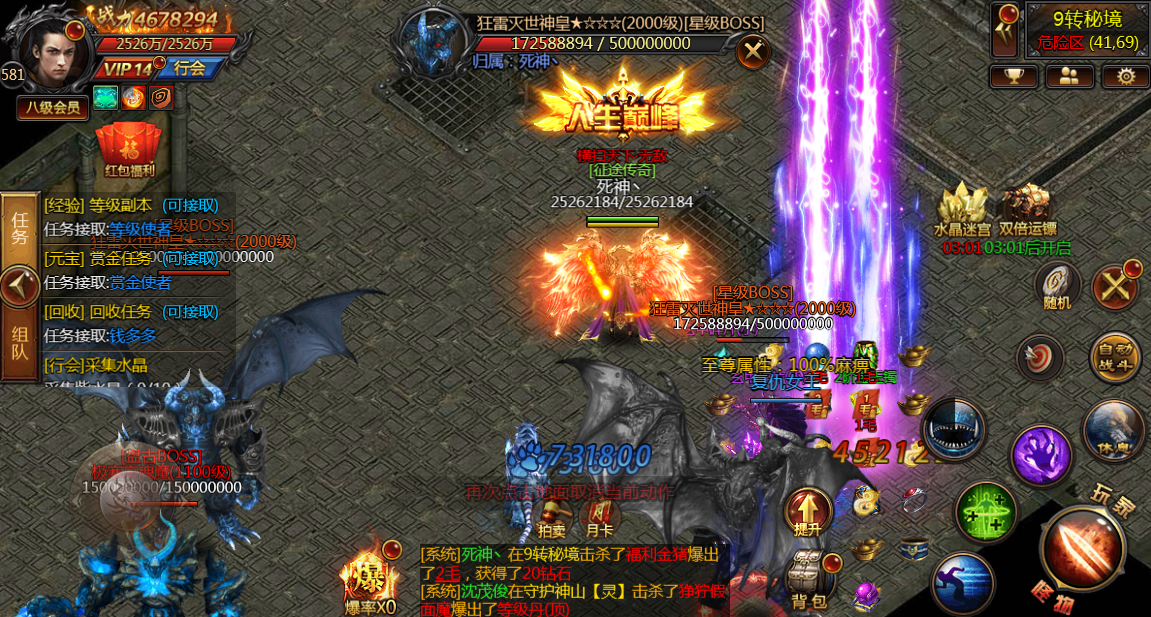 战力4678294
2526万/2526万
VIP 14
行会
581
八级会员
红包福利
狂雷灭世神皇★☆☆☆(2000级)[星级BOSS]
172588894 / 500000000
归属：死神丶
9转秘境
危险区 (41,69)
人生巅峰
横扫天下·无敌
[征途传奇]
死神丶
25262184/25262184
任务
组队
[经验] 等级副本 (可接取)
任务接取:等级使者
[元宝] 赏金任务 (可接取)
任务接取:赏金使者
[回收] 回收任务 (可接取)
任务接取:钱多多
[行会]采集水晶
[星级BOSS]
狂雷灭世神皇★☆☆☆(2000级)
172588894/500000000
至尊属性：100%麻痹
复仇女王
水晶迷宫
双倍运镖
03:01
03:01后开启
随机
自动战斗
休息
[盘古BOSS]
150000000/150000000
731800
再次点击地面取消当前动作
1毛
拍卖
月卡
提升
背包
玩家
怪物
爆
爆率X0
[系统]死神丶在9转秘境击杀了福利金猪爆出
了2毛，获得了20钻石
[系统]沈茂俊在守护神山【灵】击杀了狰狞假
面魔爆出了等级丹(顶)